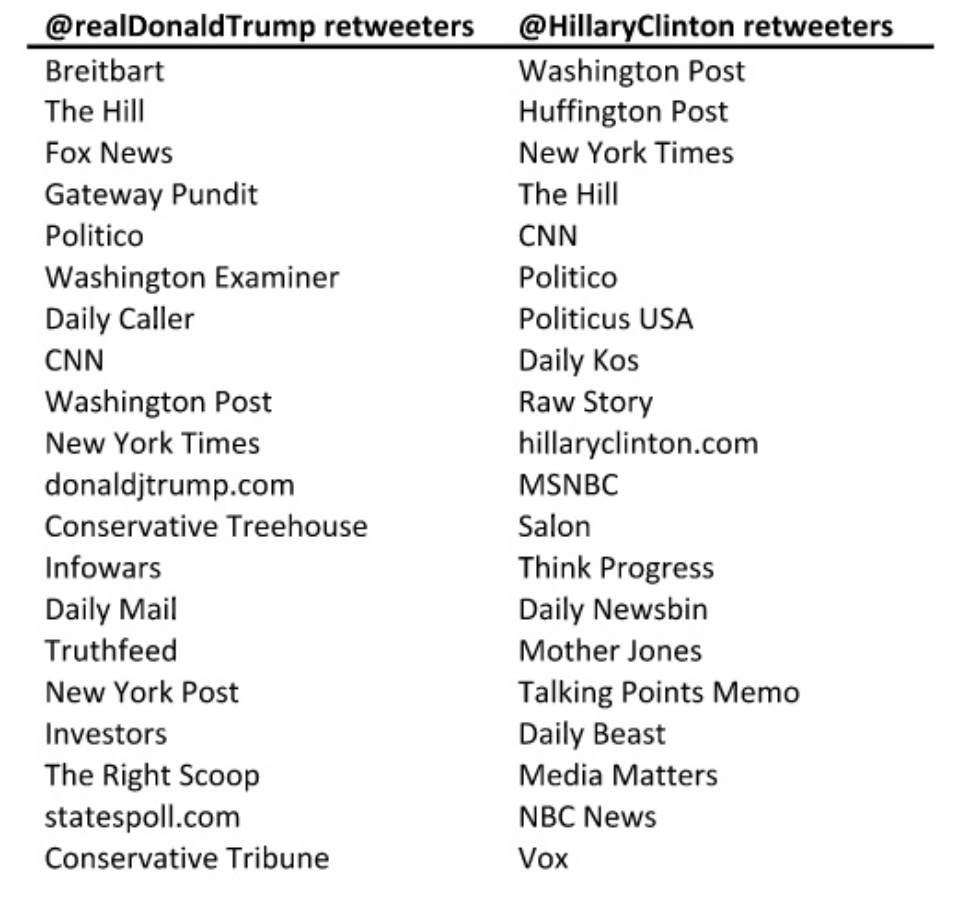 @realDonaldTrump retweeters @HillaryClinton retweeters
Breitbart Washington Post
The Hill Huffington Post
Fox News New York Times
Gateway Pundit The Hill
Politico CNN
Washington Examiner Politico
Daily Caller Politicus USA
CNN Daily Kos
Washington Post Raw Story
New York Times hillaryclinton.com
donaldjtrump.com MSNBC
Conservative Treehouse Salon
Infowars Think Progress
Daily Mail Daily Newsbin
Truthfeed Mother Jones
New York Post Talking Points Memo
Investors Daily Beast
The Right Scoop Media Matters
statespoll.com NBC News
Conservative Tribune Vox